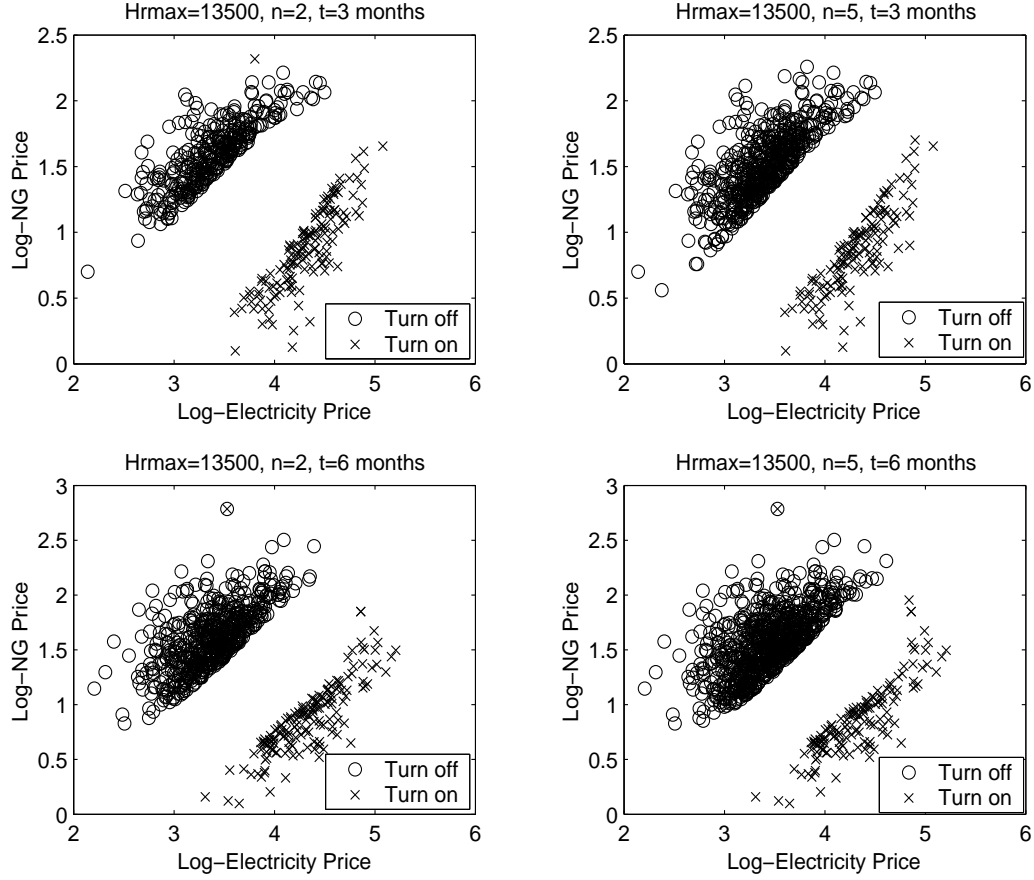 Hrmax=13500, n=2, t=3 months
Log−NG Price
2.5
2
1.5
1
0.5
0
2
3
4
5
6
Log−Electricity Price
Turn off
Turn on
Hrmax=13500, n=5, t=3 months
Log−NG Price
2.5
2
1.5
1
0.5
0
2
3
4
5
6
Log−Electricity Price
Turn off
Turn on
Hrmax=13500, n=2, t=6 months
Log−NG Price
3
2.5
2
1.5
1
0.5
0
2
3
4
5
6
Log−Electricity Price
Turn off
Turn on
Hrmax=13500, n=5, t=6 months
Log−NG Price
3
2.5
2
1.5
1
0.5
0
2
3
4
5
6
Log−Electricity Price
Turn off
Turn on